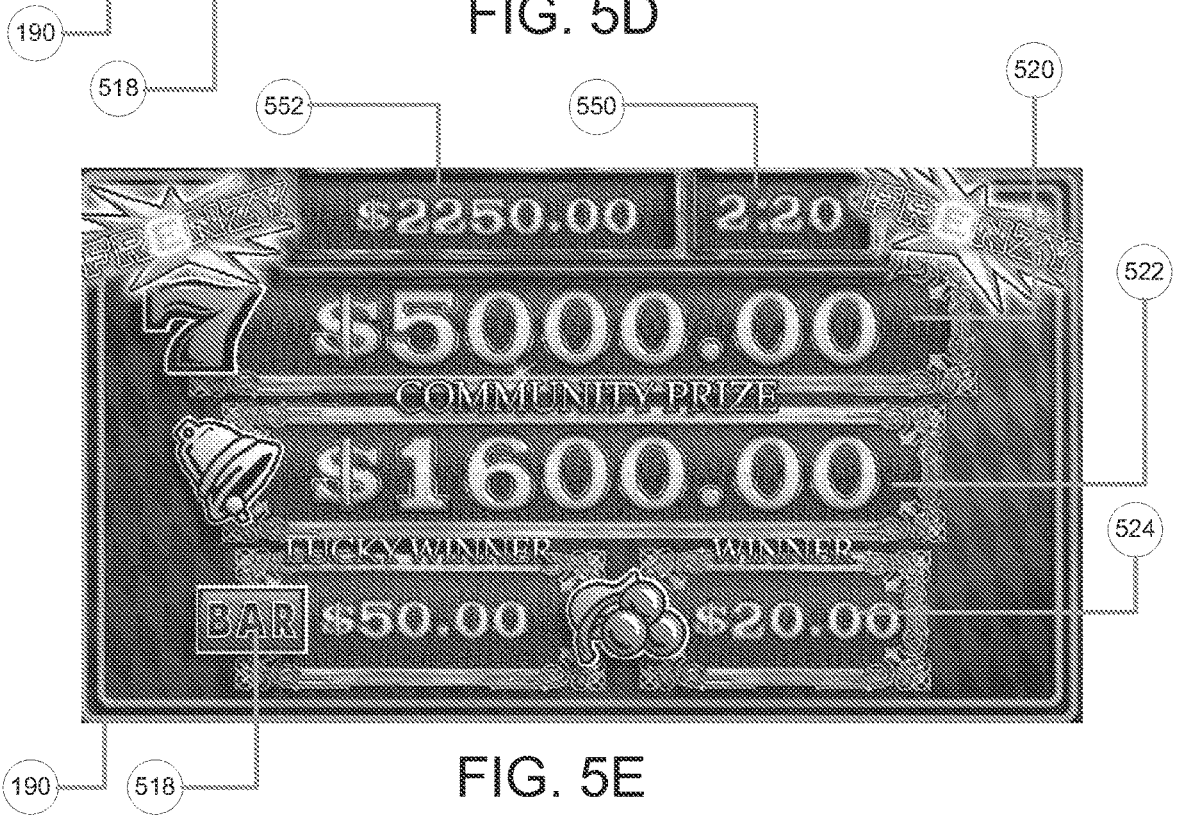 FIG. 5D
190
518
552
550
520
$2250.00
2:20
522
7
$5000.00
COMMUNITY PRIZE
$1600.00
524
LUCKY WINNER
WINNER
BAR
$50.00
$20.00
190
518
FIG. 5E